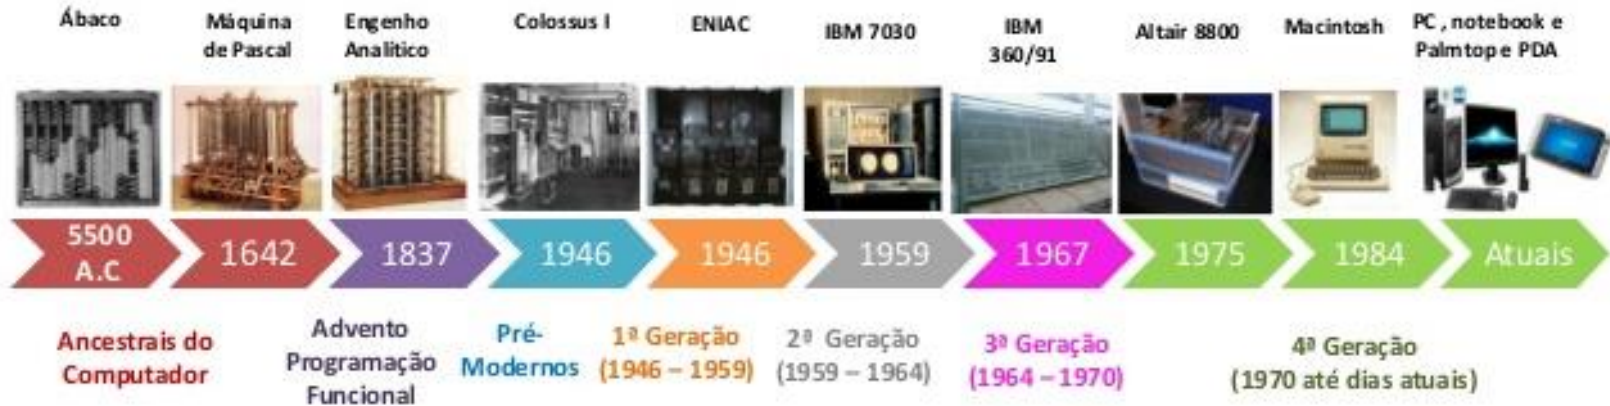 Ábaco
Máquina
de Pascal
Engenho
Analítico
Colossus I
ENIAC
IBM 7030
IBM
360/91
Altair 8800
Macintosh
PC, notebook e
Palmtop e PDA
5500
A.C
1642
1837
1946
1946
1959
1967
1975
1984
Atuais
Ancestrais do
Computador
Advento
Programação
Funcional
Pré-
Modernos
1ª Geração
(1946 – 1959)
2ª Geração
(1959 – 1964)
3ª Geração
(1964 – 1970)
4ª Geração
(1970 até dias atuais)